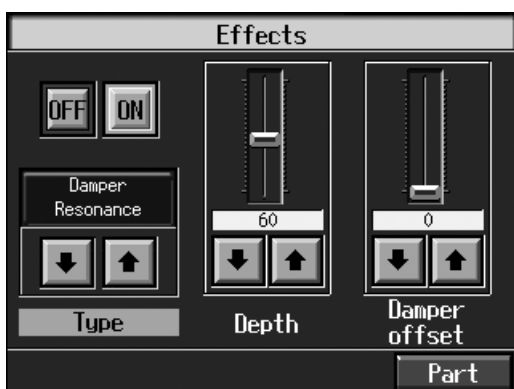 Effects
OFF ON
Damper
Resonance
60
0
Type
Depth
Damper
offset
Part